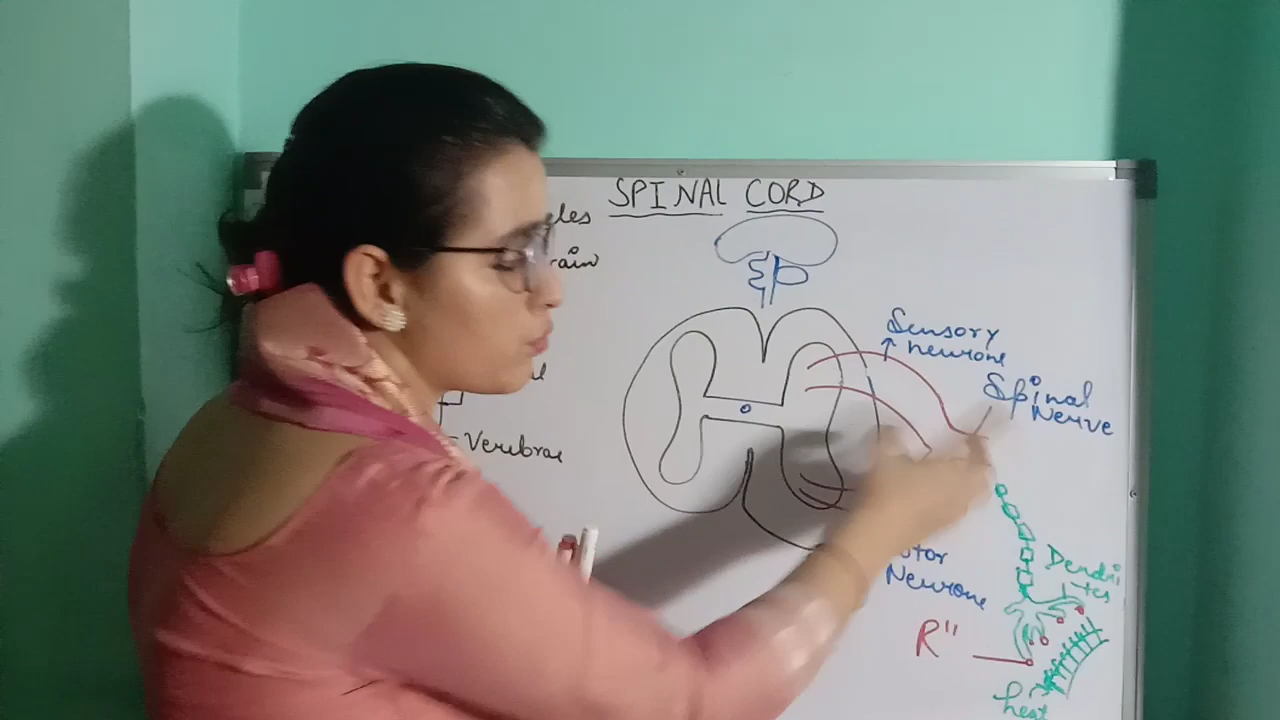 SPINAL CORD
Sensory
neurone
Spinal
Nerve
Verebrae
Neurone
Dendri
tes
R"
heat